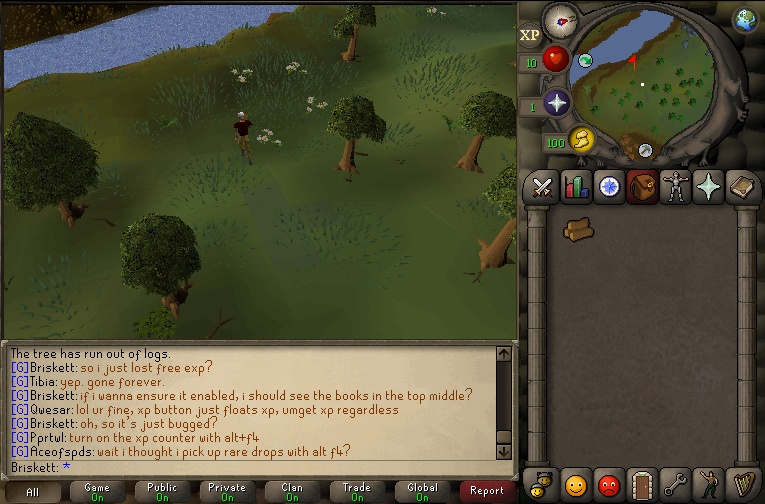 XP
10
1
100
The tree has run out of logs.
[G]Briskett: so i just lost free exp?
[G]Tibia: yep. gone forever.
[G]Briskett: if i wanna ensure it enabled, i should see the books in the top middle?
[G]Qwesar: lol ur fine, xp button just floats xp, umget xp regardless
[G]Briskett: oh, so it's just bugged?
[G]Pprtwl: turn on the xp counter with alt+f4
[G]Aceofspds: wait i thought i pick up rare drops with alt f4?
Briskett: *
All
Game
On
Public
On
Private
On
Clan
On
Trade
On
Global
On
Report